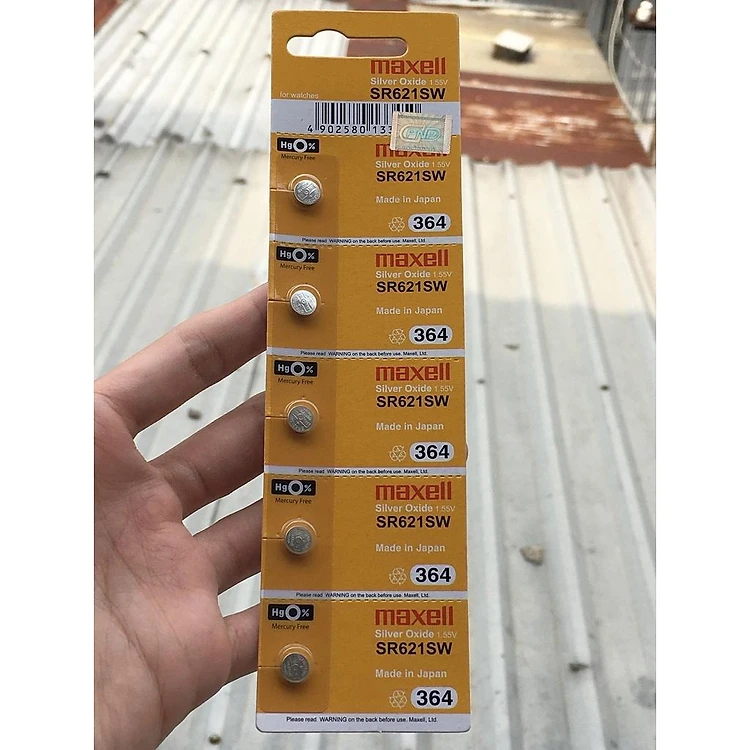 maxell
Silver Oxide 1.55V
for watches
SR621SW
4 902580 13
Hg 0%
Mercury Free
maxell
Silver Oxide 1.55V
SR621SW
Made in Japan
364
Please read WARNING on the back before use. Maxell, Ltd.
Hg 0%
Mercury Free
maxell
Silver Oxide 1.55V
SR621SW
Made in Japan
364
Please read WARNING on the back before use. Maxell, Ltd.
Hg 0%
Mercury Free
maxell
Silver Oxide 1.55V
SR621SW
Made in Japan
364
Please read WARNING on the back before use. Maxell, Ltd.
Hg 0%
Mercury Free
maxell
Silver Oxide 1.55V
SR621SW
Made in Japan
364
Please read WARNING on the back before use. Maxell, Ltd.
Hg 0%
Mercury Free
maxell
Silver Oxide 1.55V
SR621SW
Made in Japan
364
Please read WARNING on the back before use. Maxell, Ltd.